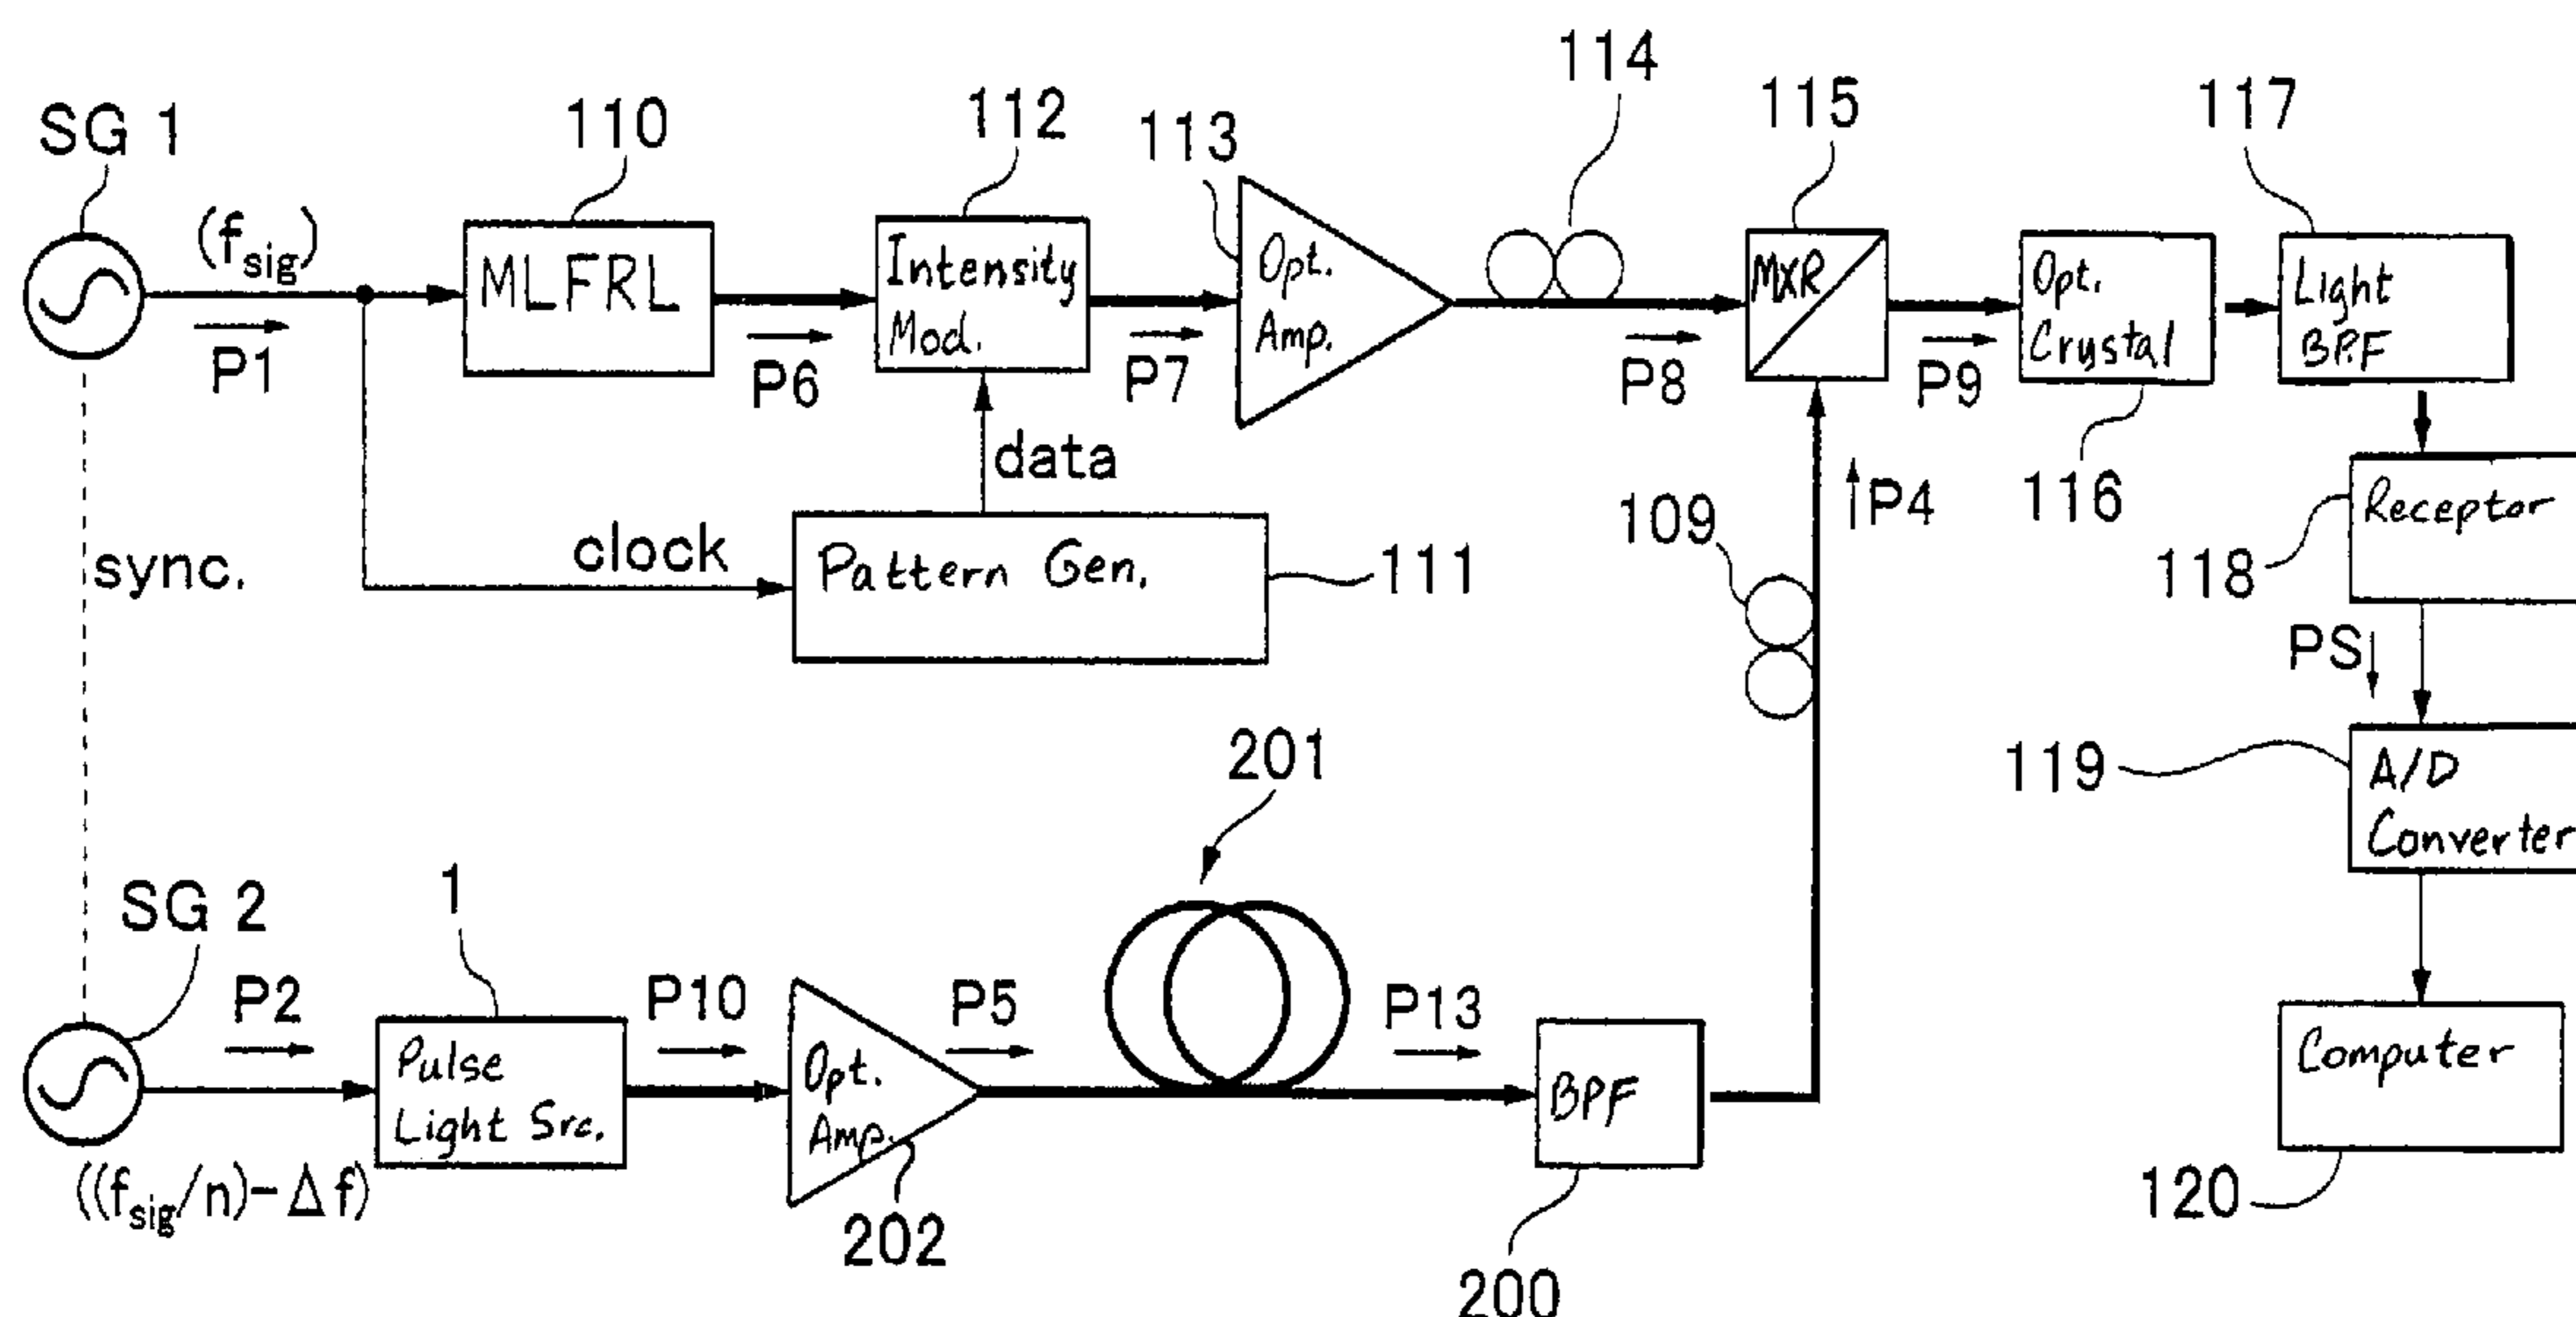 114
SG 1
110
112
113
115
117
(fsig)
MLFRL
Intensity
Mod.
Opt.
Amp.
MXR
Opt.
Crystal
Light
BPF
P1
P6
P7
P8
P9
data
116
109
P4
Receptor
118
sync.
clock
Pattern Gen.
111
PS
201
119
A/D
Converter
SG 2
1
P2
P10
P5
P13
Pulse
Light Src.
Opt.
Amp.
BPF
Computer
((fsig/n)-Δf)
202
200
120